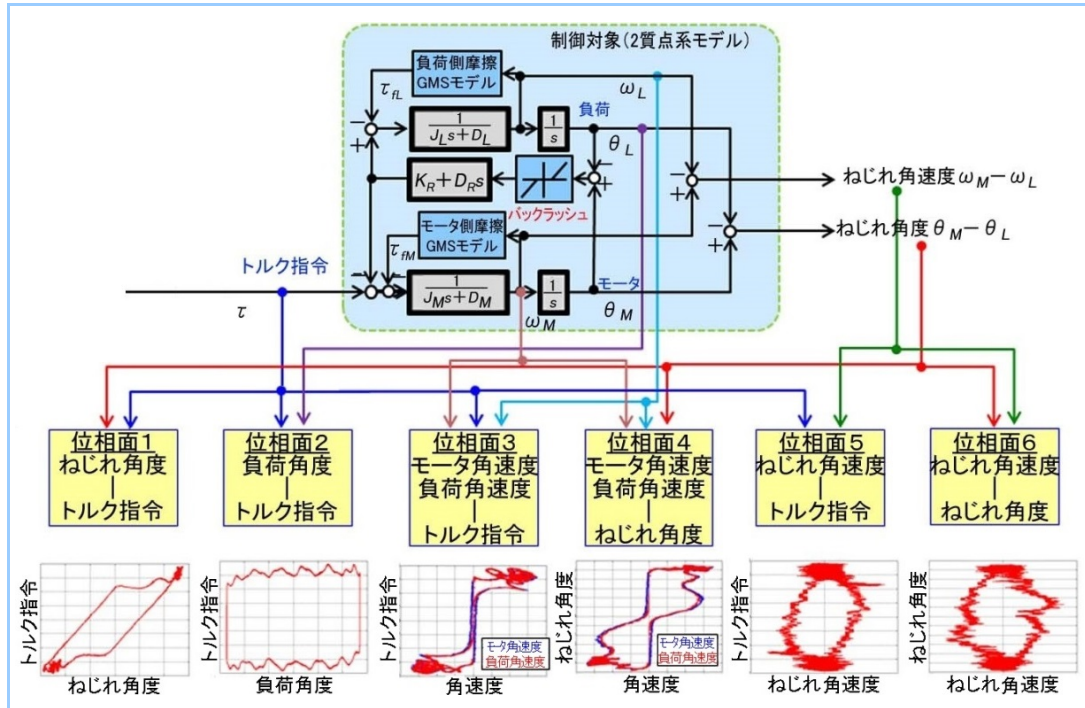 制御対象(2質点系モデル)
負荷側摩擦
GMSモデル
τfL
ωL
負荷
1
JLs+DL
1
s
θL
KR+DRs
バックラッシュ
モータ側摩擦
GMSモデル
τfM
トルク指令
τ
1
JMs+DM
1
s
モータ
ωM
θM
ねじれ角速度ωM−ωL
ねじれ角度θM−θL
位相面1
ねじれ角度
|
トルク指令
位相面2
負荷角度
|
トルク指令
位相面3
モータ角速度
負荷角速度
|
トルク指令
位相面4
モータ角速度
負荷角速度
|
ねじれ角度
位相面5
ねじれ角速度
|
トルク指令
位相面6
ねじれ角速度
|
ねじれ角度
トルク指令
ねじれ角度
トルク指令
負荷角度
トルク指令
モータ角速度
負荷角速度
角速度
ねじれ角度
モータ角速度
負荷角速度
角速度
トルク指令
ねじれ角速度
ねじれ角度
ねじれ角速度